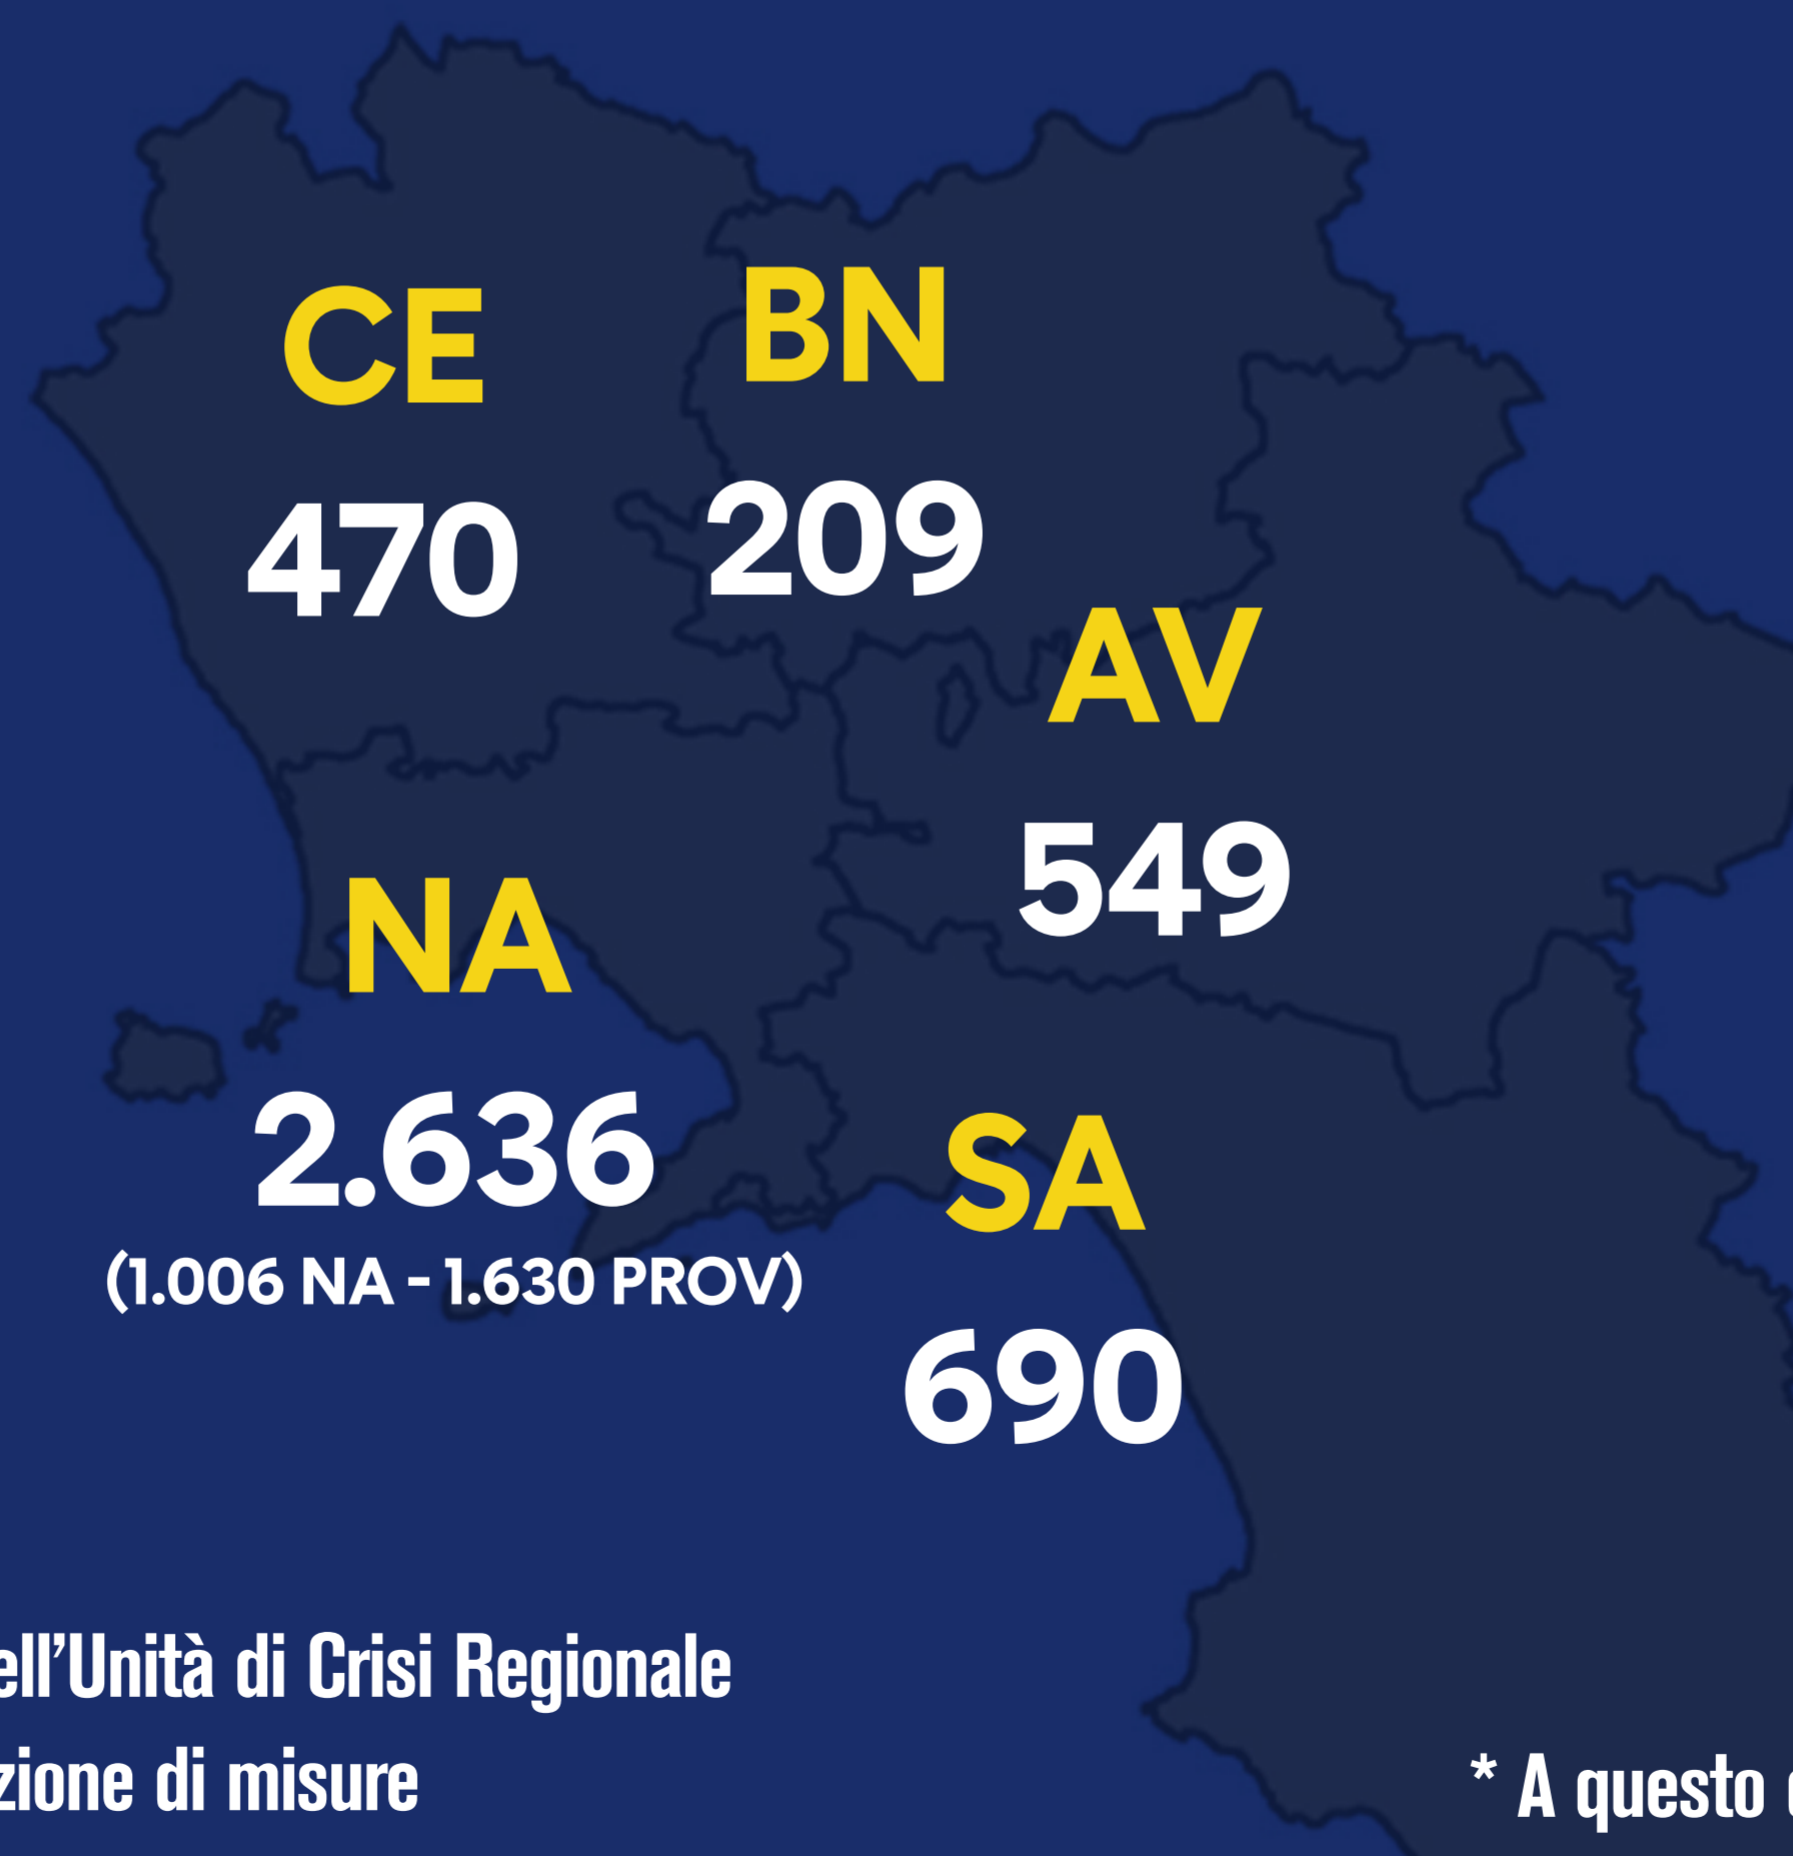 CE
470
BN
209
AV
549
NA
2.636
(1.006 NA - 1.630 PROV)
SA
690
ell'Unità di Crisi Regionale
zione di misure
* A questo